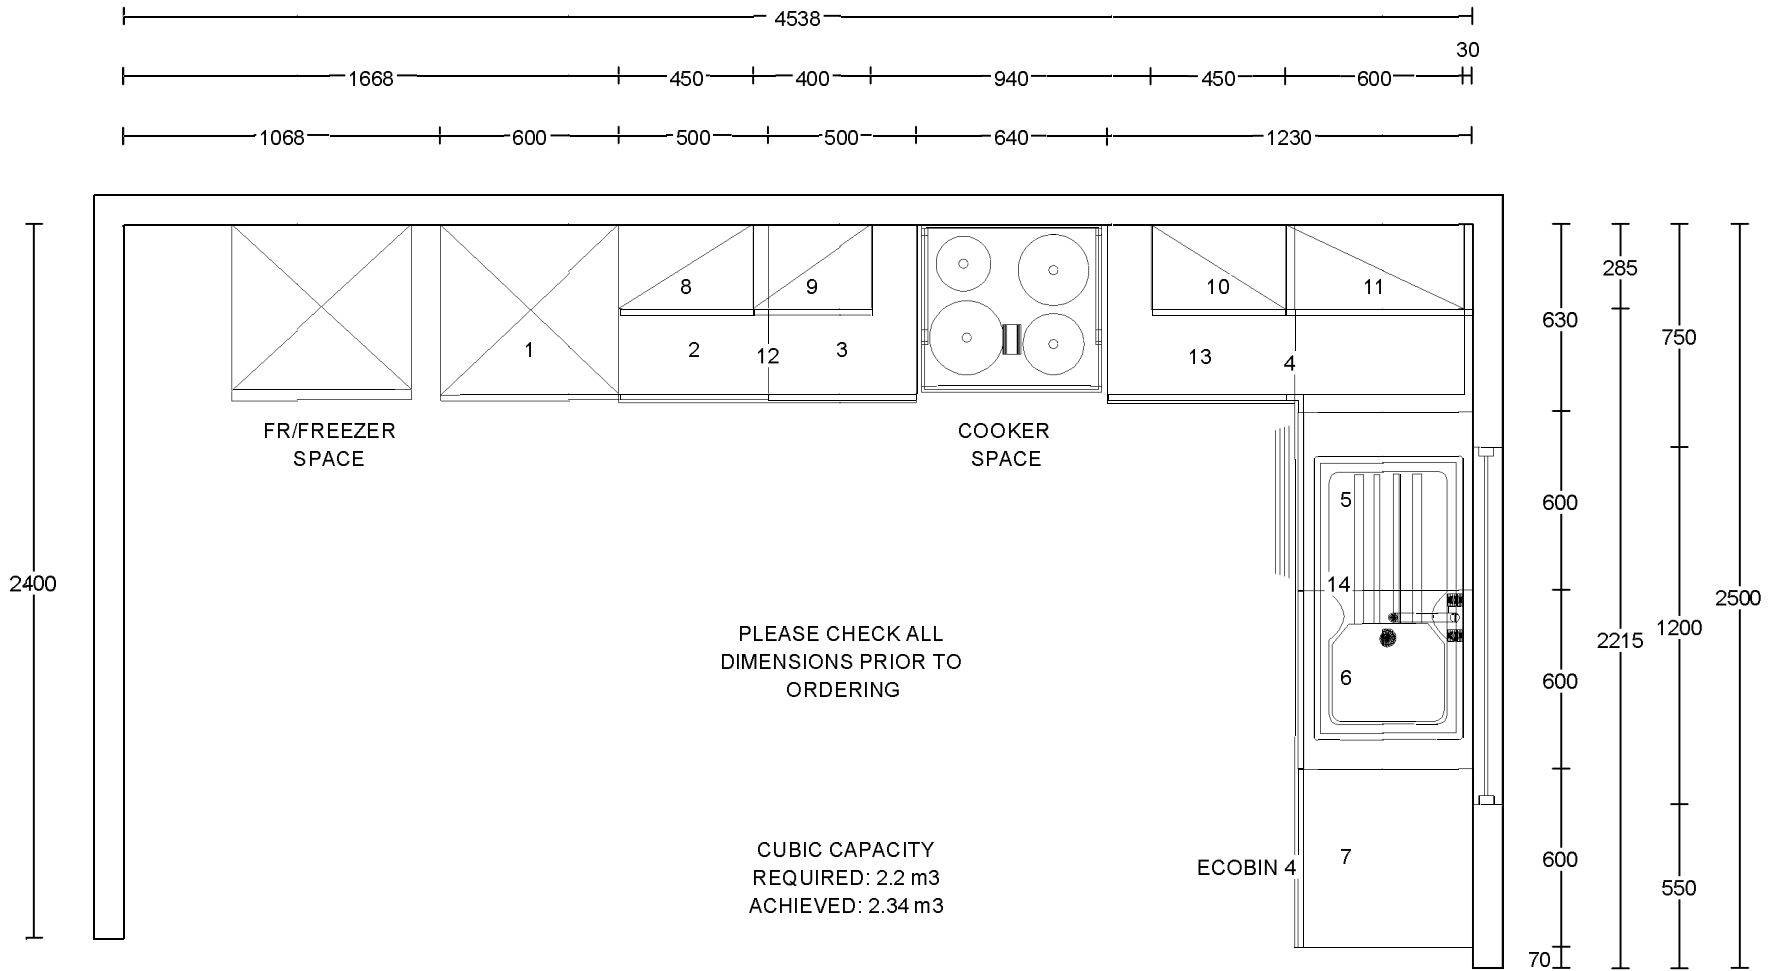 4538
30
1668 450 400 940 450 600
1068 600 500 500 640 1230
285
8 9 10 11
630
750
1 2 12 3 13 4
FR/FREEZER
SPACE
COOKER
SPACE
5
600
2400
14
2500
PLEASE CHECK ALL
DIMENSIONS PRIOR TO
ORDERING
1200
2215
6
600
CUBIC CAPACITY
REQUIRED: 2.2 m3
ACHIEVED: 2.34 m3
ECOBIN 4
7
600
550
70